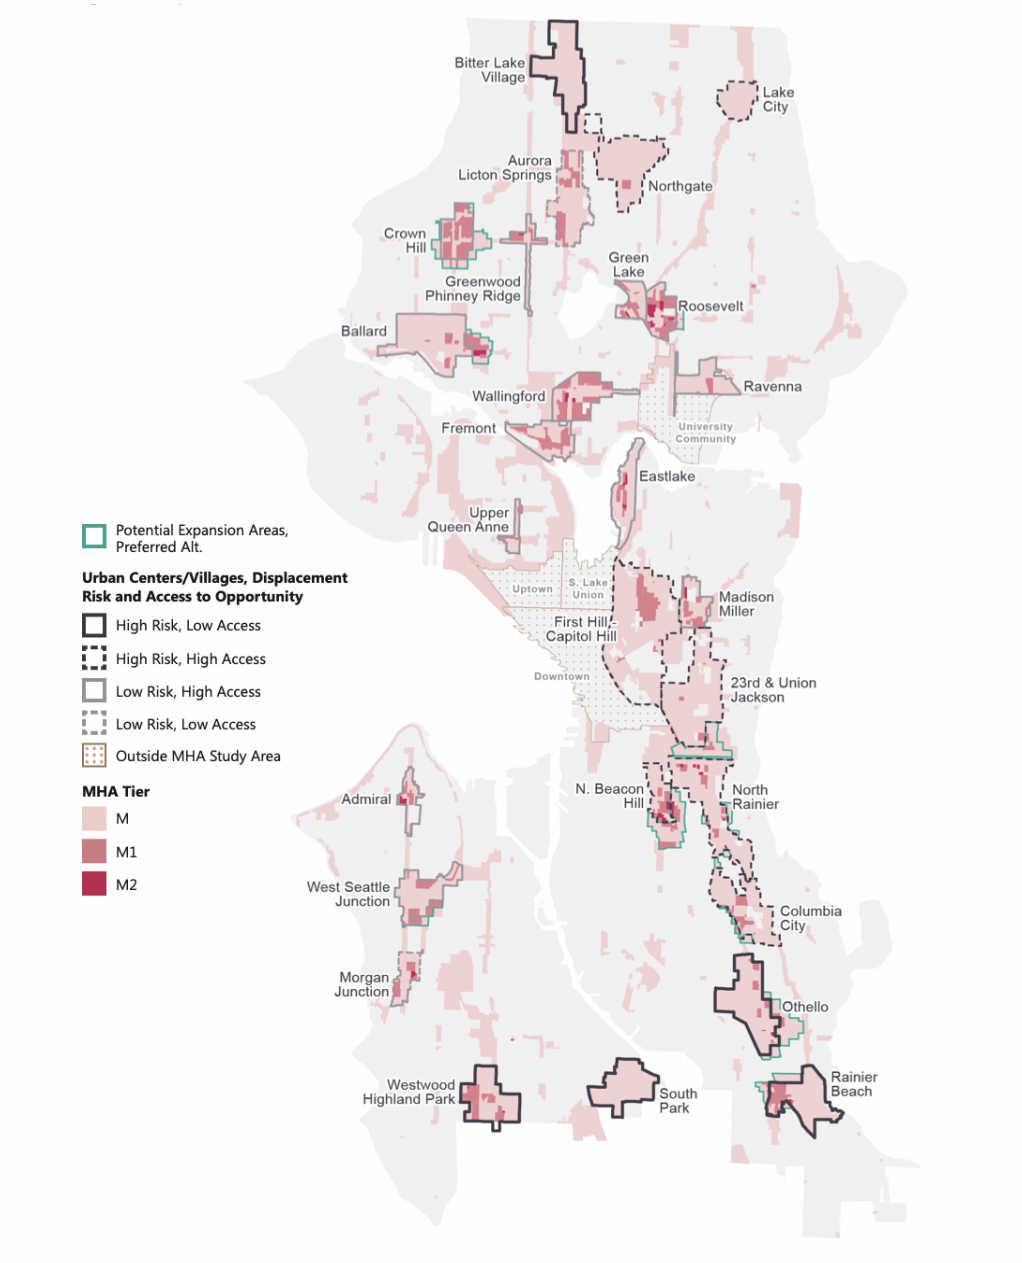 Bitter Lake
Village
Lake
City
Aurora
Licton Springs
Northgate
Crown
Hill
Green
Lake
Greenwood
Phinney Ridge
Roosevelt
Ballard
Ravenna
Wallingford
Fremont
University
Community
Eastlake
Upper
Queen Anne
Potential Expansion Areas,
Preferred Alt.
Urban Centers/Villages, Displacement
Risk and Access to Opportunity
High Risk, Low Access
High Risk, High Access
Low Risk, High Access
Low Risk, Low Access
Outside MHA Study Area
MHA Tier
M
M1
M2
Uptown
S. Lake
Union
Madison
Miller
First Hill-
Capitol Hill
Downtown
23rd & Union
Jackson
Admiral
N. Beacon
Hill
North
Rainier
West Seattle
Junction
Columbia
City
Morgan
Junction
Othello
Westwood
Highland Park
South
Park
Rainier
Beach